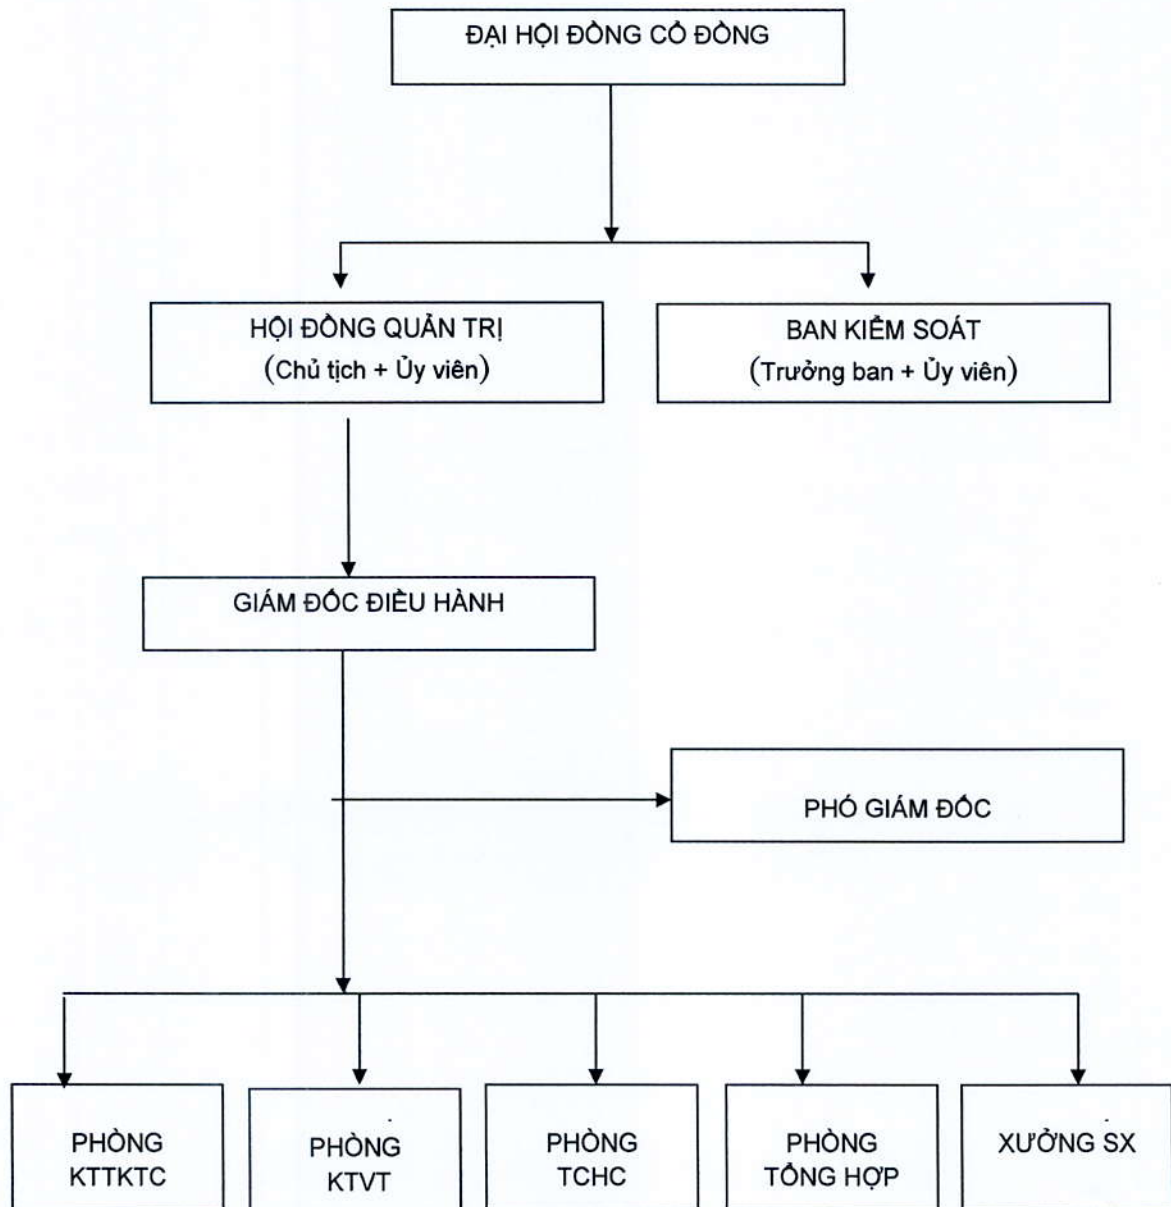 ĐẠI HỘI ĐỒNG CỔ ĐÔNG
HỘI ĐỒNG QUẢN TRỊ
(Chủ tịch + Ủy viên)
BAN KIỂM SOÁT
(Trưởng ban + Ủy viên)
GIÁM ĐỐC ĐIỀU HÀNH
PHÓ GIÁM ĐỐC
PHÒNG
KTTKTC
PHÒNG
KTVT
PHÒNG
TCHC
PHÒNG
TỔNG HỢP
XƯỞNG SX